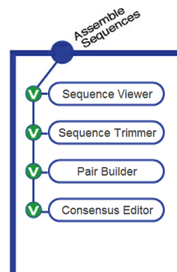 Assemble
Sequences
V Sequence Viewer
V Sequence Trimmer
V Pair Builder
V Consensus Editor